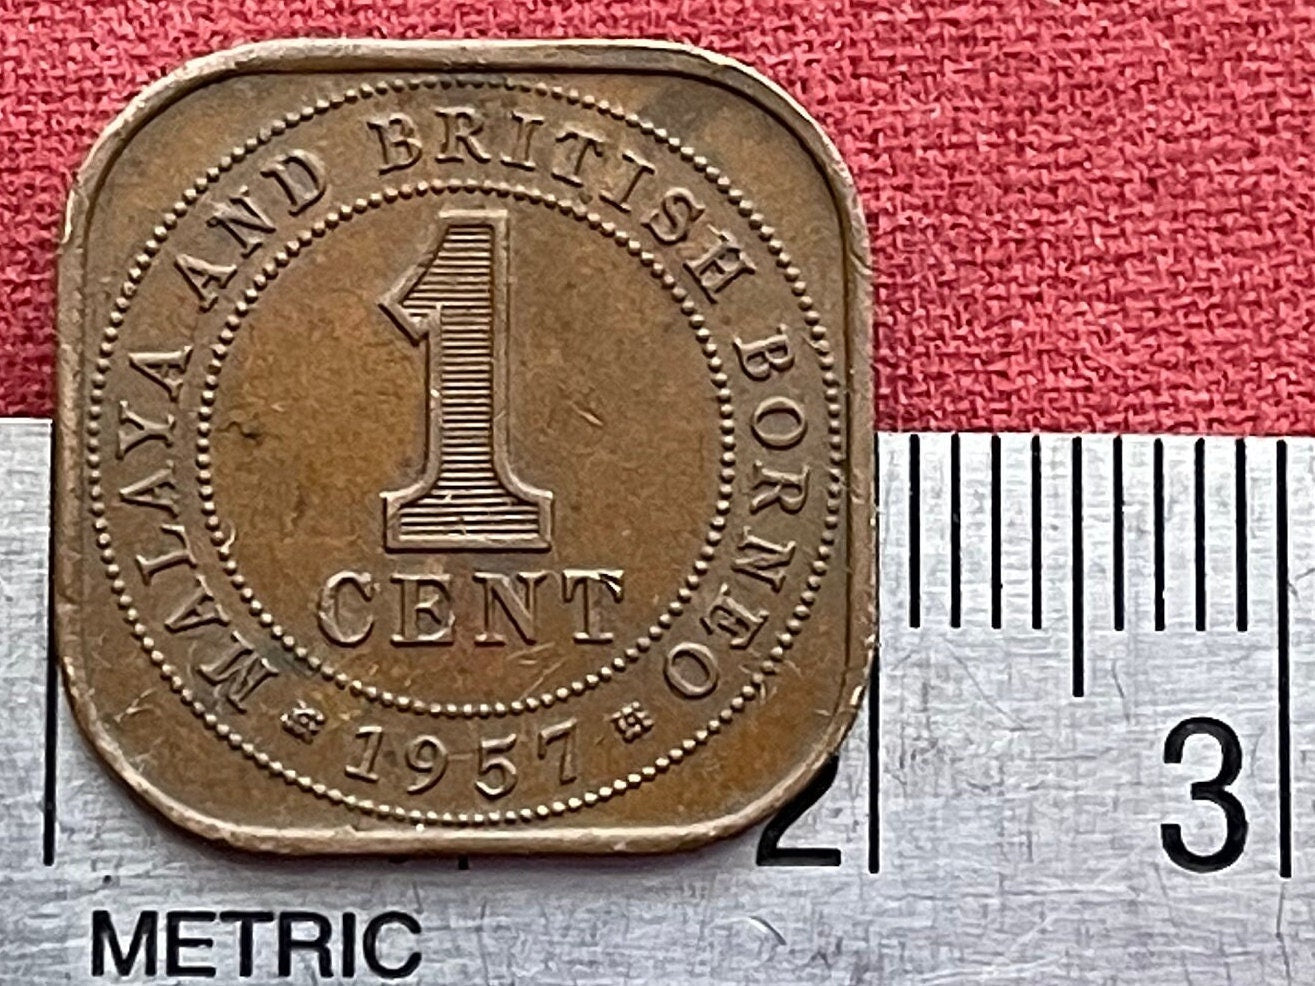 MALAYA AND BRITISH BORNEO
1
CENT
1957
2
3
METRIC